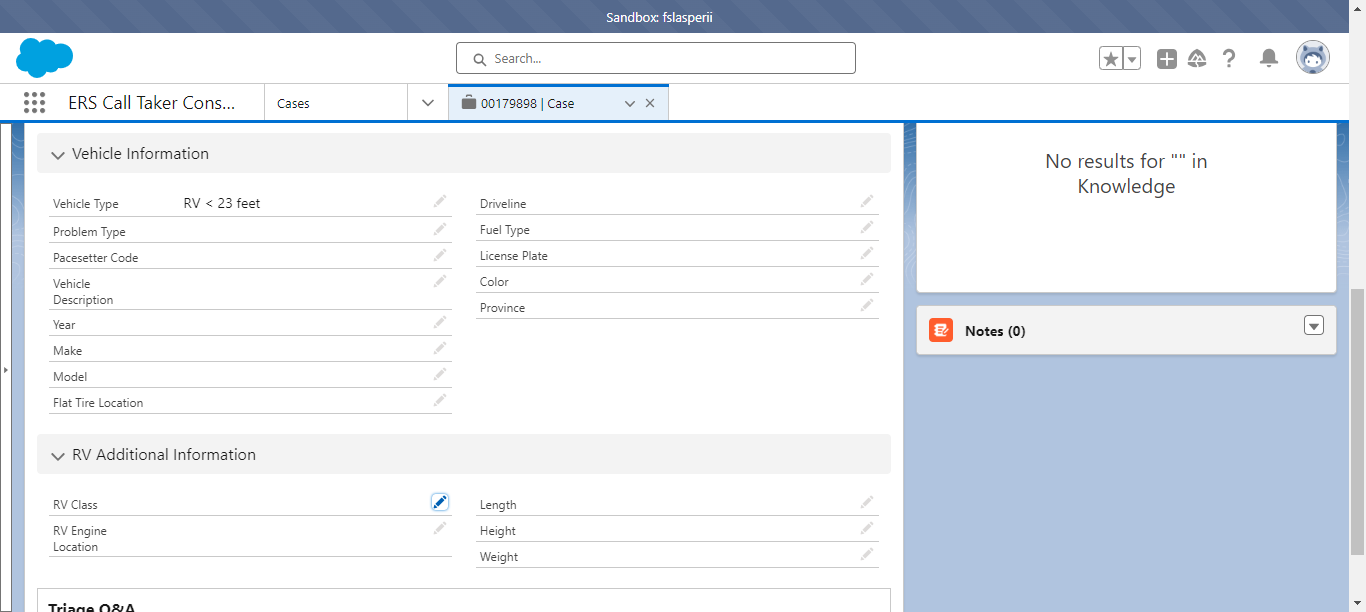 Sandbox: fslasperii
Search...
ERS Call Taker Cons...
Cases
00179898 | Case
Vehicle Information
Vehicle Type RV < 23 feet
Problem Type
Pacesetter Code
Vehicle
Description
Year
Make
Model
Flat Tire Location
Driveline
Fuel Type
License Plate
Color
Province
RV Additional Information
RV Class
RV Engine
Location
Length
Height
Weight
Triage Q&A
No results for "" in
Knowledge
Notes (0)